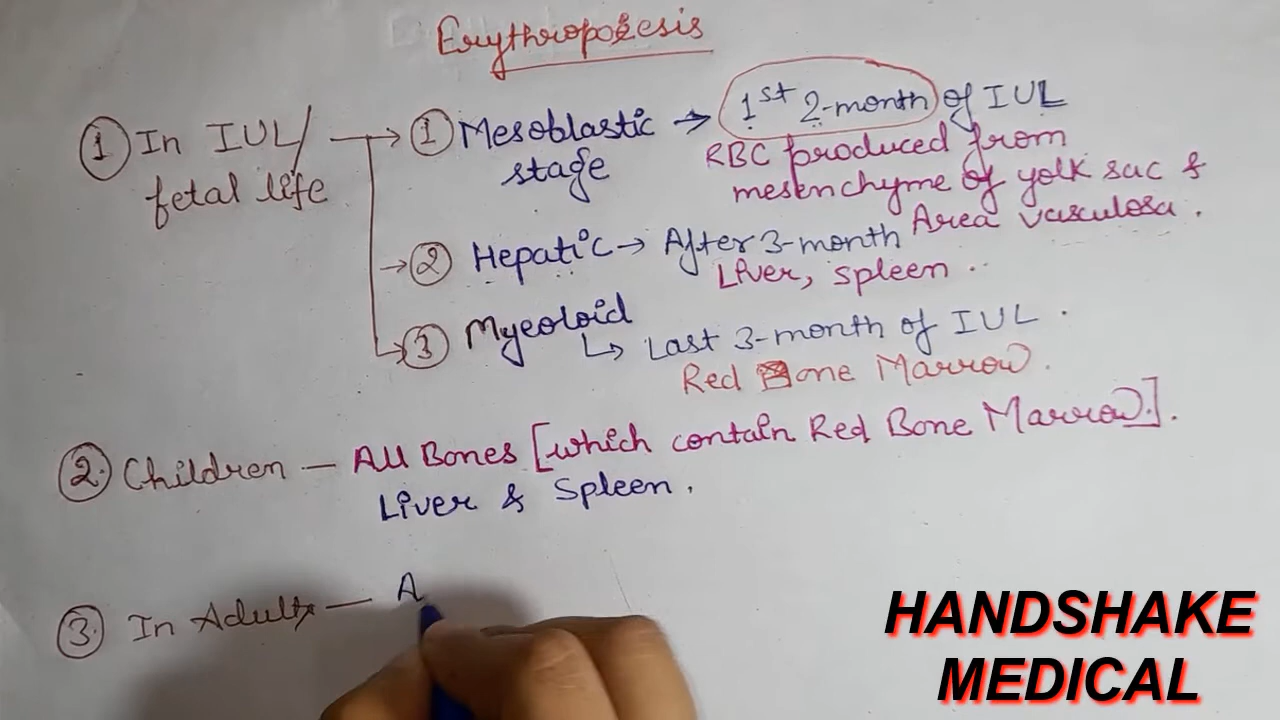 Erythropoiesis
① In IUL/
fetal life
① Mesoblastic
stage
→ 1st 2-month of IUL
RBC produced from
mesenchyme of yolk sac &
Area vasculosa.
② Hepatic → After 3-month
Liver, spleen.
③ Myeoloid
↳ Last 3-month of IUL.
Red Bone Marrow.
② Children — All Bones [which contain Red Bone Marrow].
Liver & Spleen.
③ In Adults — A
HANDSHAKE
MEDICAL